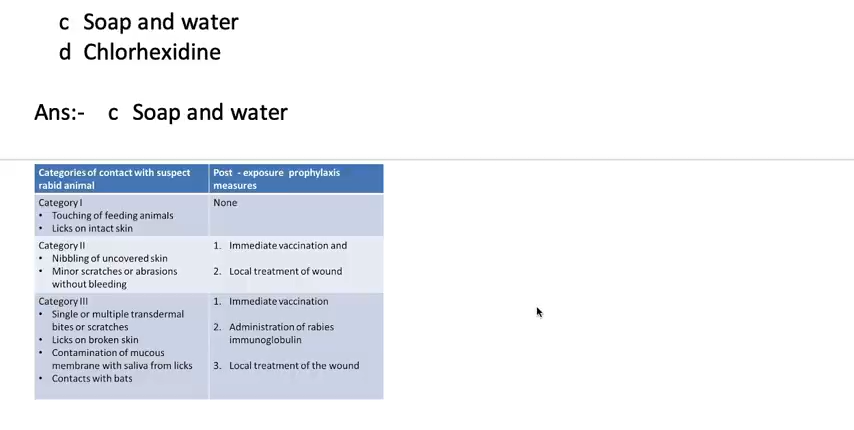 c Soap and water
d Chlorhexidine
Ans:- c Soap and water
Categories of contact with suspect
rabid animal
Post - exposure prophylaxis
measures
Category I
• Touching of feeding animals
• Licks on intact skin
None
Category II
• Nibbling of uncovered skin
• Minor scratches or abrasions
without bleeding
1. Immediate vaccination and
2. Local treatment of wound
Category III
• Single or multiple transdermal
bites or scratches
• Licks on broken skin
• Contamination of mucous
membrane with saliva from licks
• Contacts with bats
1. Immediate vaccination
2. Administration of rabies
immunoglobulin
3. Local treatment of the wound